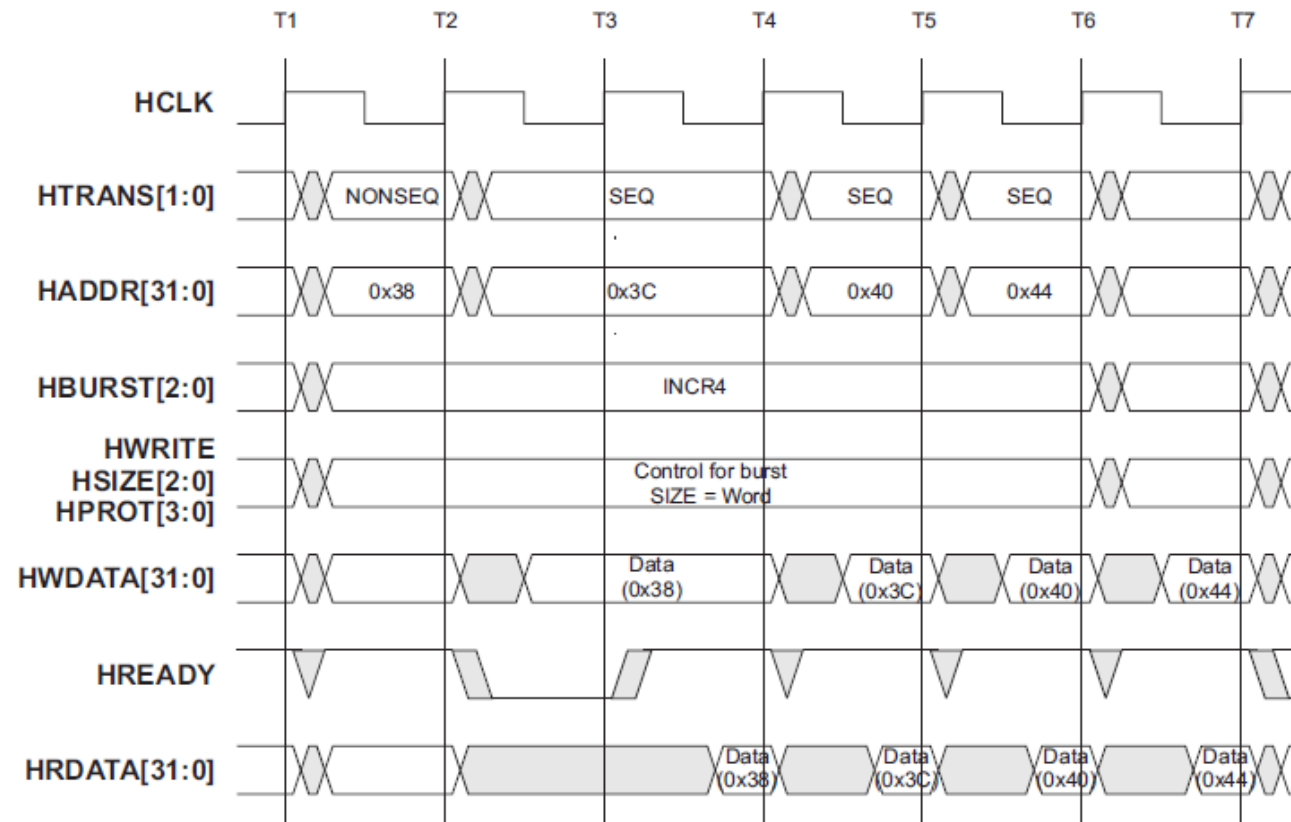 T1 T2 T3 T4 T5 T6 T7
HCLK
HTRANS[1:0] NONSEQ SEQ SEQ SEQ
HADDR[31:0] 0x38 0x3C 0x40 0x44
HBURST[2:0] INCR4
HWRITE
HSIZE[2:0]
HPROT[3:0]
Control for burst
SIZE = Word
HWDATA[31:0]
Data
(0x38)
Data
(0x3C)
Data
(0x40)
Data
(0x44)
HREADY
HRDATA[31:0]
Data
(0x38)
Data
(0x3C)
Data
(0x40)
Data
(0x44)